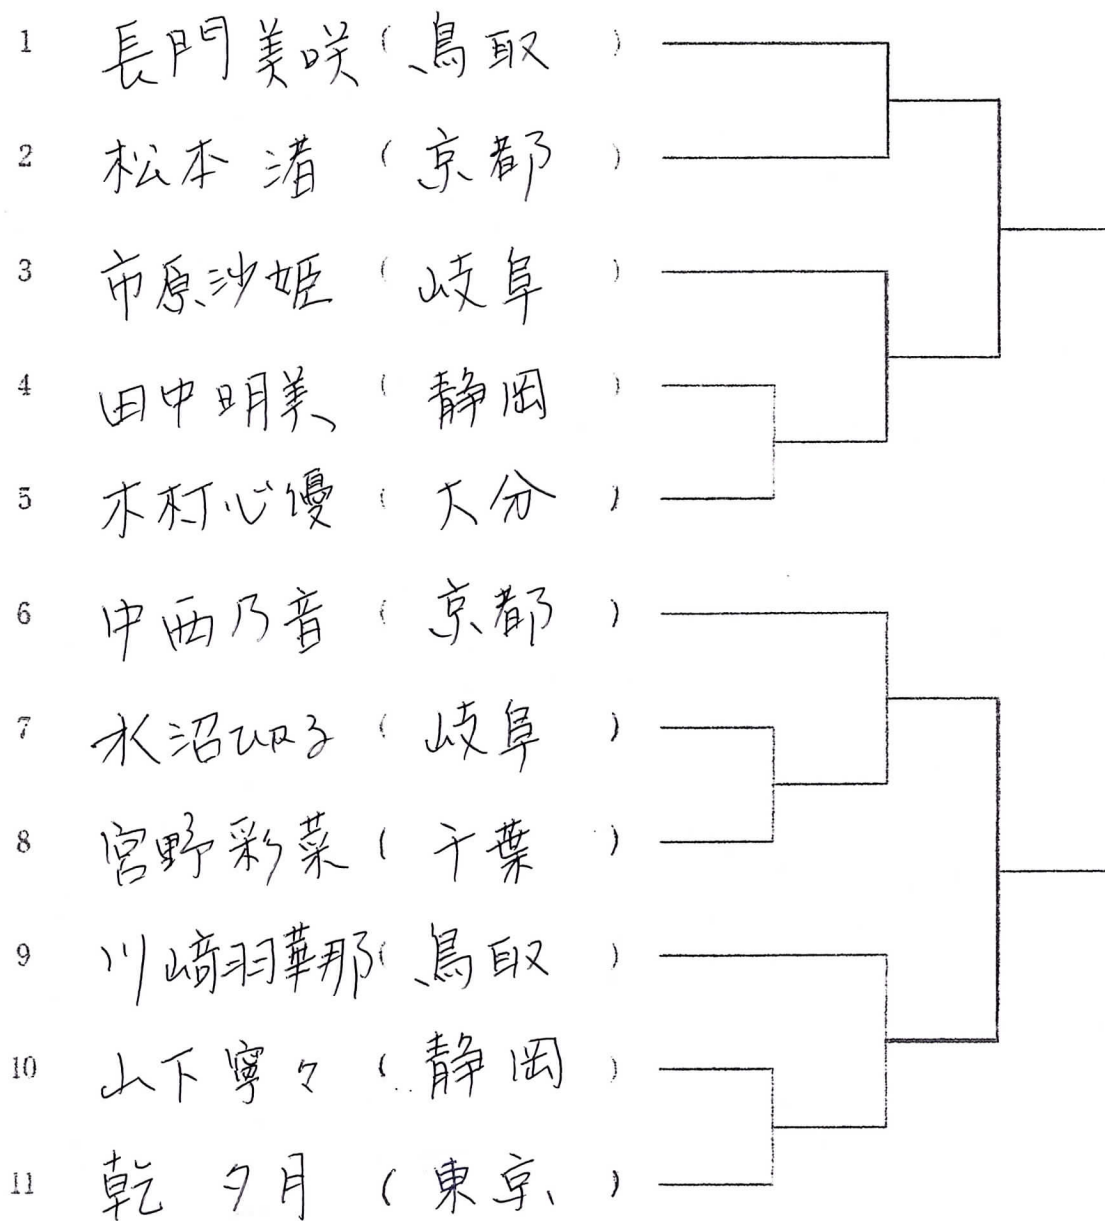 1 長門美咲（鳥取）
2 松本 渚（京都）
3 市原沙姫（岐阜）
4 田中明美（静岡）
5 木村心優（大分）
6 中西乃音（京都）
7 水沼（岐阜）
8 宮野彩菜（千葉）
9 川﨑羽華那（鳥取）
10 山下寧々（静岡）
11 乾 夕月（東京）